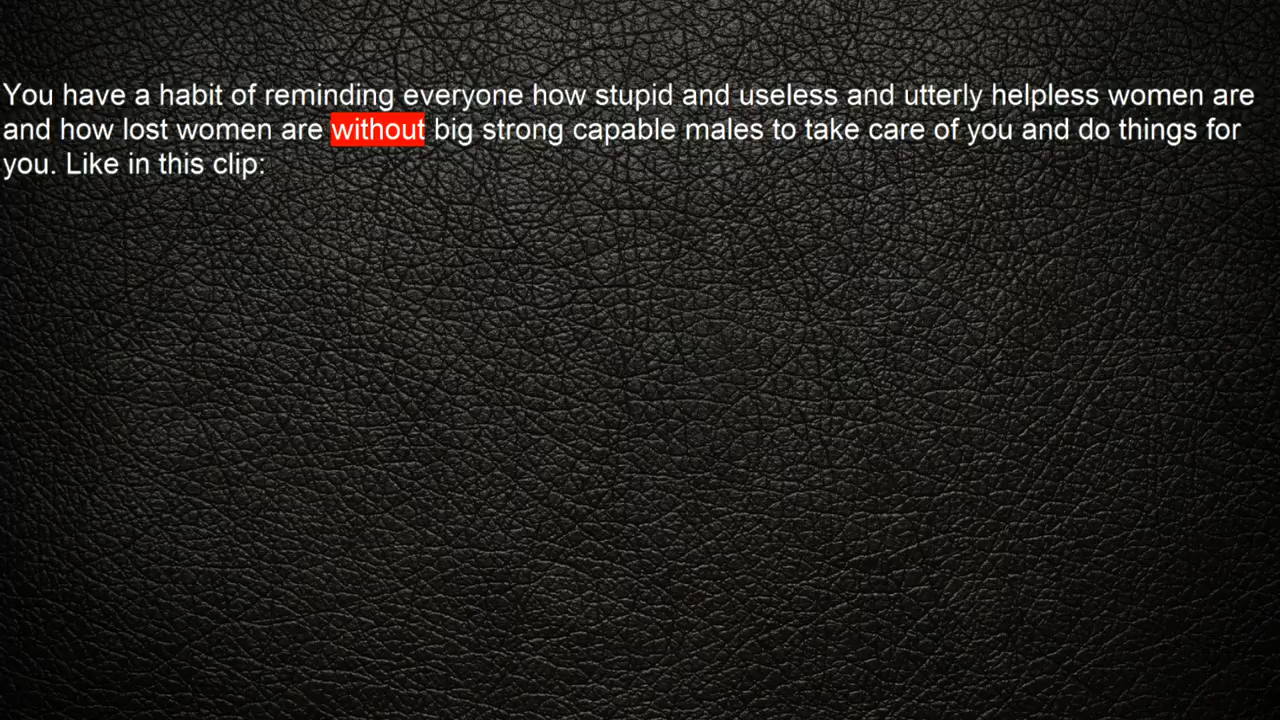 You have a habit of reminding everyone how stupid and useless and utterly helpless women are
and how lost women are without big strong capable males to take care of you and do things for
you. Like in this clip: